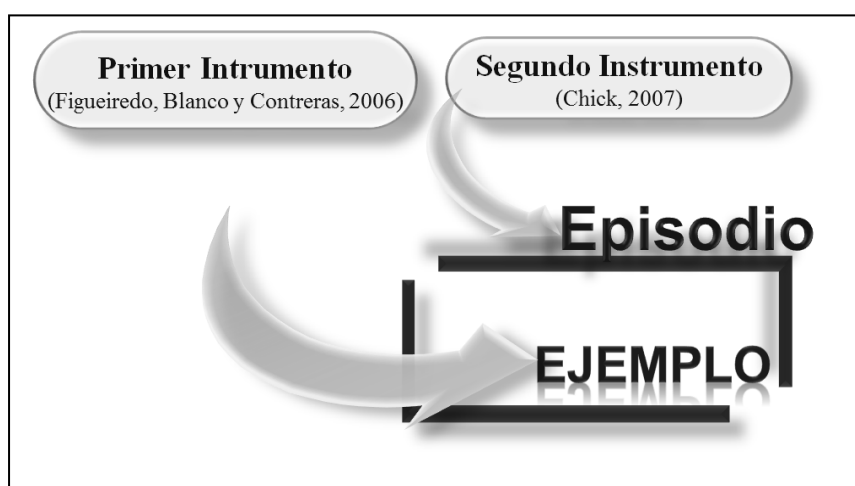 Primer Intrumento
(Figueiredo, Blanco y Contreras, 2006)
Segundo Instrumento
(Chick, 2007)
Episodio
EJEMPLO